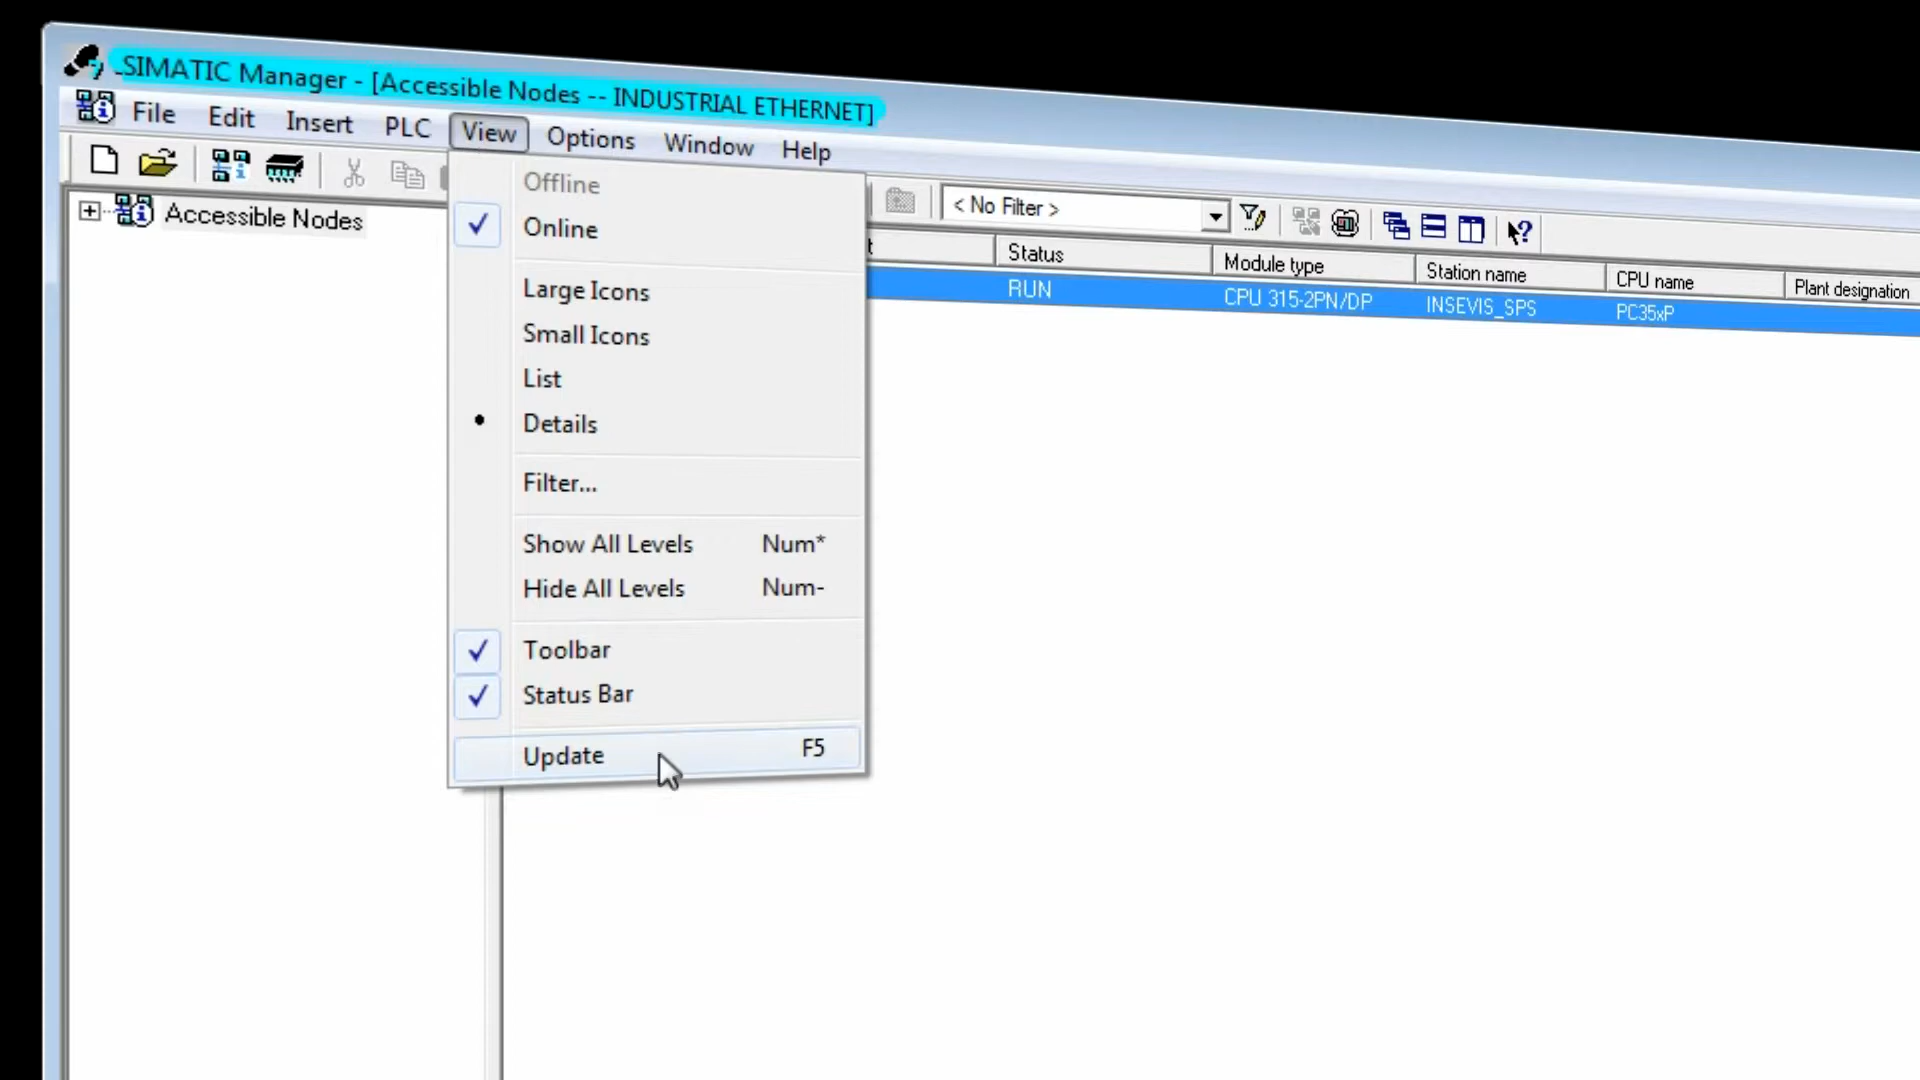 SIMATIC Manager - [Accessible Nodes -- INDUSTRIAL ETHERNET]
File Edit Insert PLC View Options Window Help
< No Filter >
Accessible Nodes
Offline
Online
Large Icons
Small Icons
List
Details
Filter...
Show All Levels Num*
Hide All Levels Num-
Toolbar
Status Bar
Update F5
t Status Module type Station name CPU name Plant designation
RUN CPU 315-2PN/DP INSEVIS_SPS PC35xP